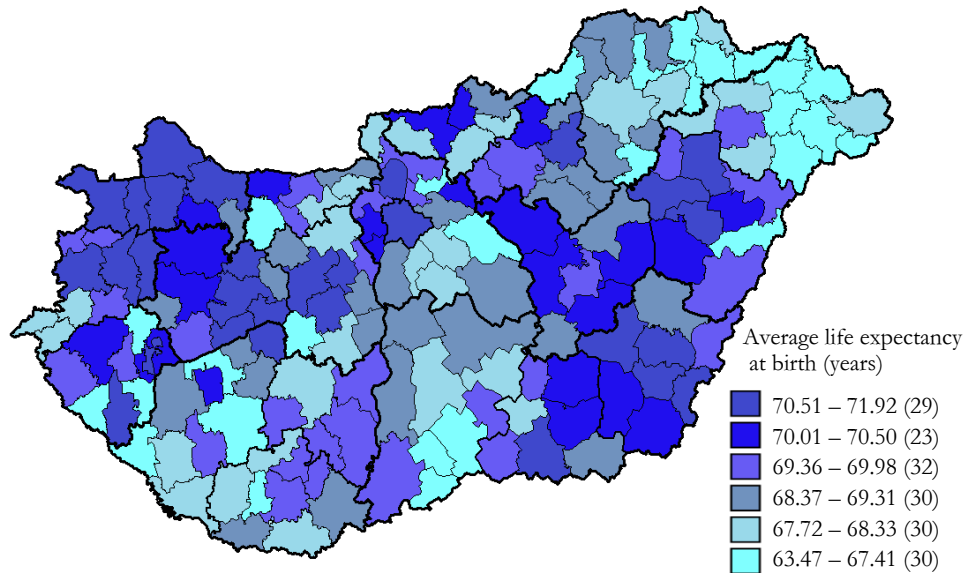 Average life expectancy
at birth (years)
70.51 – 71.92 (29)
70.01 – 70.50 (23)
69.36 – 69.98 (32)
68.37 – 69.31 (30)
67.72 – 68.33 (30)
63.47 – 67.41 (30)